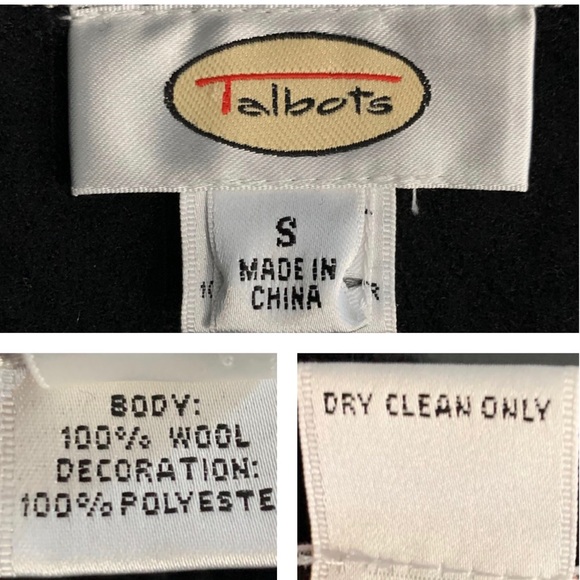 Talbots
S
MADE IN
CHINA
BODY:
100% WOOL
DECORATION:
100% POLYESTE
DRY CLEAN ONLY